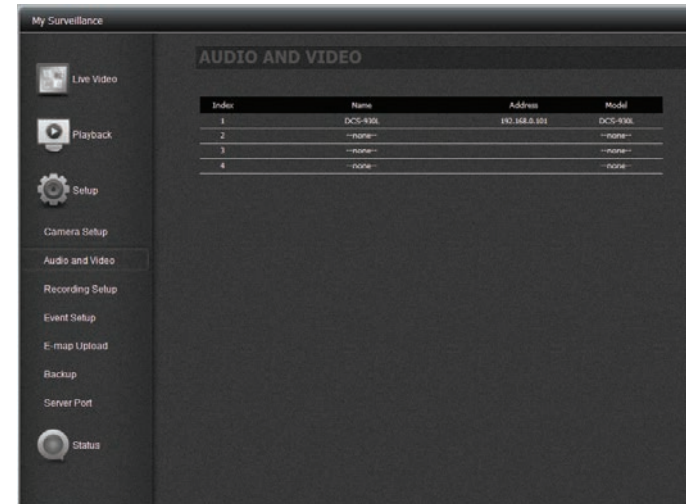 My Surveillance
Live Video
Playback
Setup
Camera Setup
Audio and Video
Recording Setup
Event Setup
E-map Upload
Backup
Server Port
Status
AUDIO AND VIDEO
Index Name Address Model
1 DCS-930L 192.168.0.101 DCS-930L
2 --none-- --none--
3 --none-- --none--
4 --none-- --none--